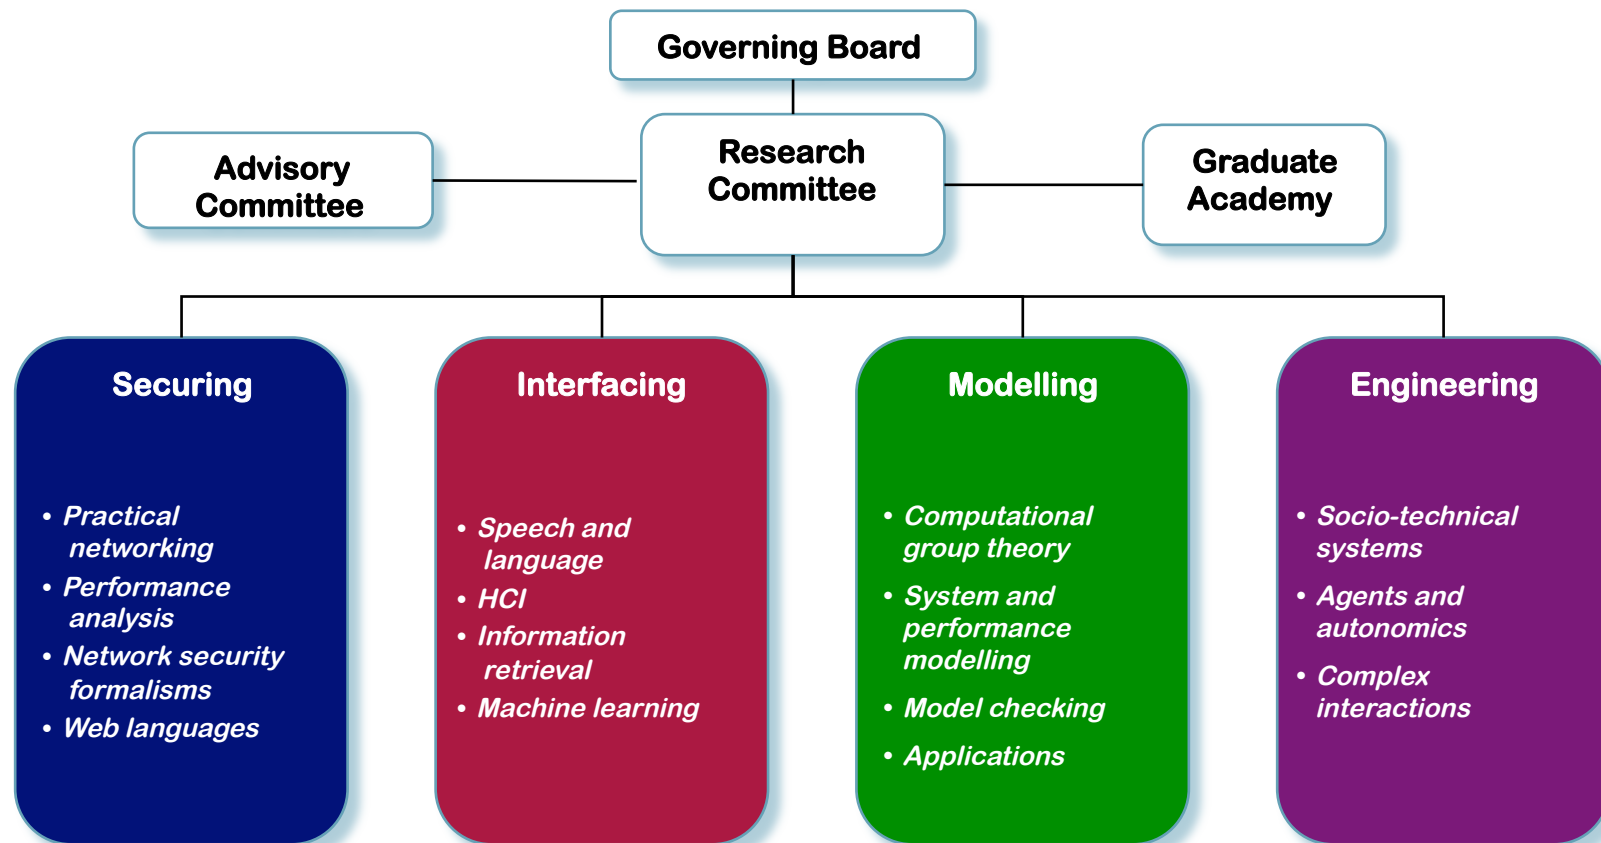 Governing Board
Advisory
Committee
Research
Committee
Graduate
Academy
Securing
• Practical
networking
• Performance
analysis
• Network security
formalisms
• Web languages
Interfacing
• Speech and
language
• HCI
• Information
retrieval
• Machine learning
Modelling
• Computational
group theory
• System and
performance
modelling
• Model checking
• Applications
Engineering
• Socio-technical
systems
• Agents and
autonomics
• Complex
interactions